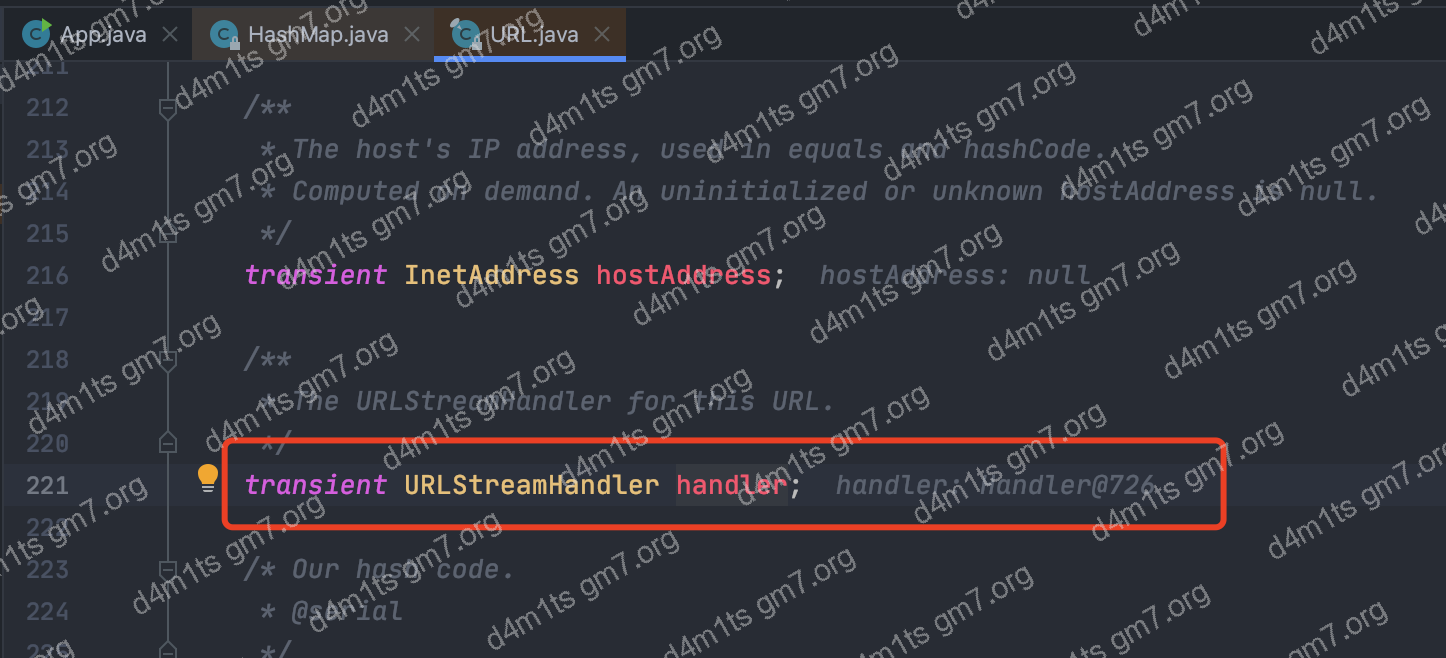 App.java HashMap.java URL.java
211
212 /**
213 * The host's IP address, used in equals and hashCode.
214 * Computed on demand. An uninitialized or unknown hostAddress is null.
215 */
216 transient InetAddress hostAddress; hostAddress: null
217
218 /**
219 * The URLStreamHandler for this URL.
220 */
221 transient URLStreamHandler handler; handler: Handler@726
222
223 /* Our hash code.
224 * @serial
225 */
d4m1ts gm7.org